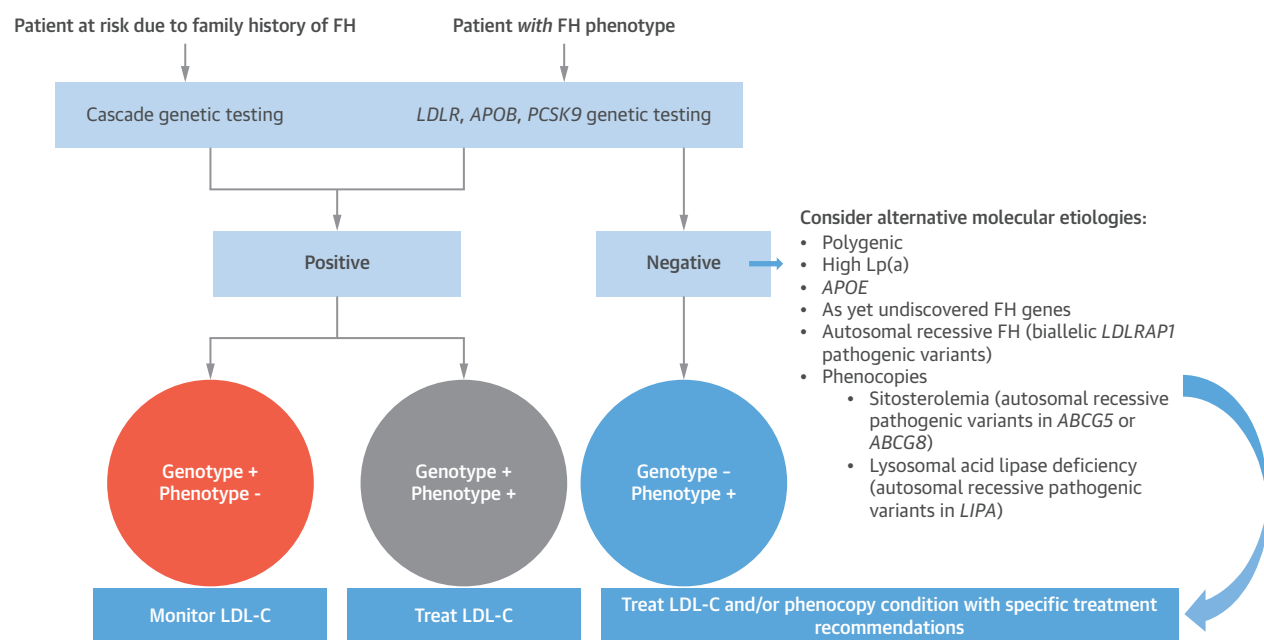 Patient at risk due to family history of FH
Patient with FH phenotype
Cascade genetic testing
LDLR, APOB, PCSK9 genetic testing
Positive
Negative
Consider alternative molecular etiologies:
• Polygenic
• High Lp(a)
• APOE
• As yet undiscovered FH genes
• Autosomal recessive FH (biallelic LDLRAP1
pathogenic variants)
• Phenocopies
• Sitosterolemia (autosomal recessive
pathogenic variants in ABCG5 or
ABCG8)
• Lysosomal acid lipase deficiency
(autosomal recessive pathogenic
variants in LIPA)
Genotype +
Phenotype -
Genotype +
Phenotype +
Genotype –
Phenotype +
Monitor LDL-C
Treat LDL-C
Treat LDL-C and/or phenocopy condition with specific treatment
recommendations